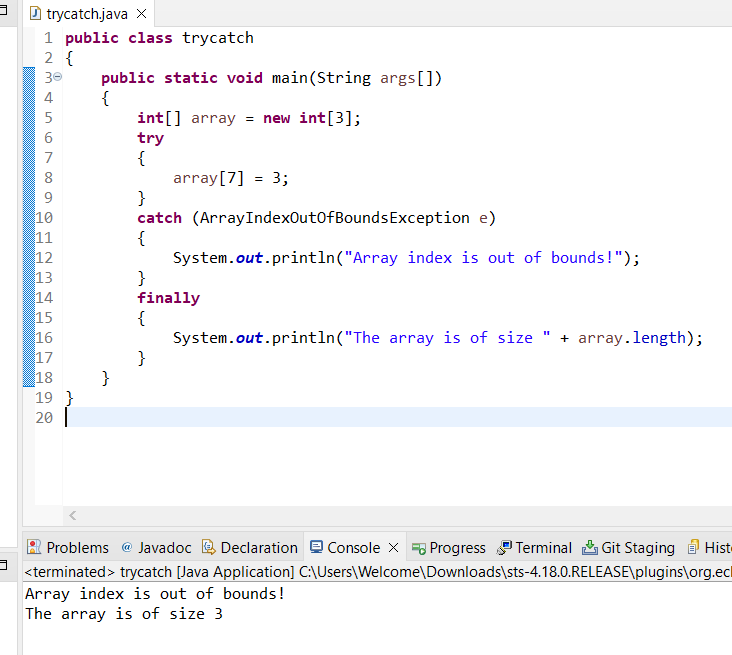 trycatch.java
1 public class trycatch
2 {
3 public static void main(String args[])
4 {
5 int[] array = new int[3];
6 try
7 {
8 array[7] = 3;
9 }
10 catch (ArrayIndexOutOfBoundsException e)
11 {
12 System.out.println("Array index is out of bounds!");
13 }
14 finally
15 {
16 System.out.println("The array is of size " + array.length);
17 }
18 }
19 }
20
Problems @ Javadoc Declaration Console Progress Terminal Git Staging
<terminated> trycatch [Java Application] C:\Users\Welcome\Downloads\sts-4.18.0.RELEASE\plugins\org.ecl
Array index is out of bounds!
The array is of size 3